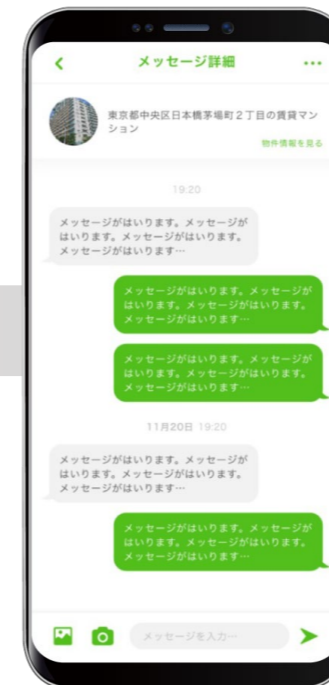 メッセージ詳細
東京都中央区日本橋茅場町２丁目の賃貸マン
ション
物件情報を見る
19:20
メッセージがはいります。メッセージが
はいります。メッセージがはいります。
メッセージがはいります…
メッセージがはいります。メッセージが
はいります。メッセージがはいります。
メッセージがはいります…
メッセージがはいります。メッセージが
はいります。メッセージがはいります。
メッセージがはいります…
11月20日 19:20
メッセージがはいります。メッセージが
はいります。メッセージがはいります。
メッセージがはいります…
メッセージがはいります。メッセージが
はいります。メッセージがはいります。
メッセージがはいります…
メッセージを入力…